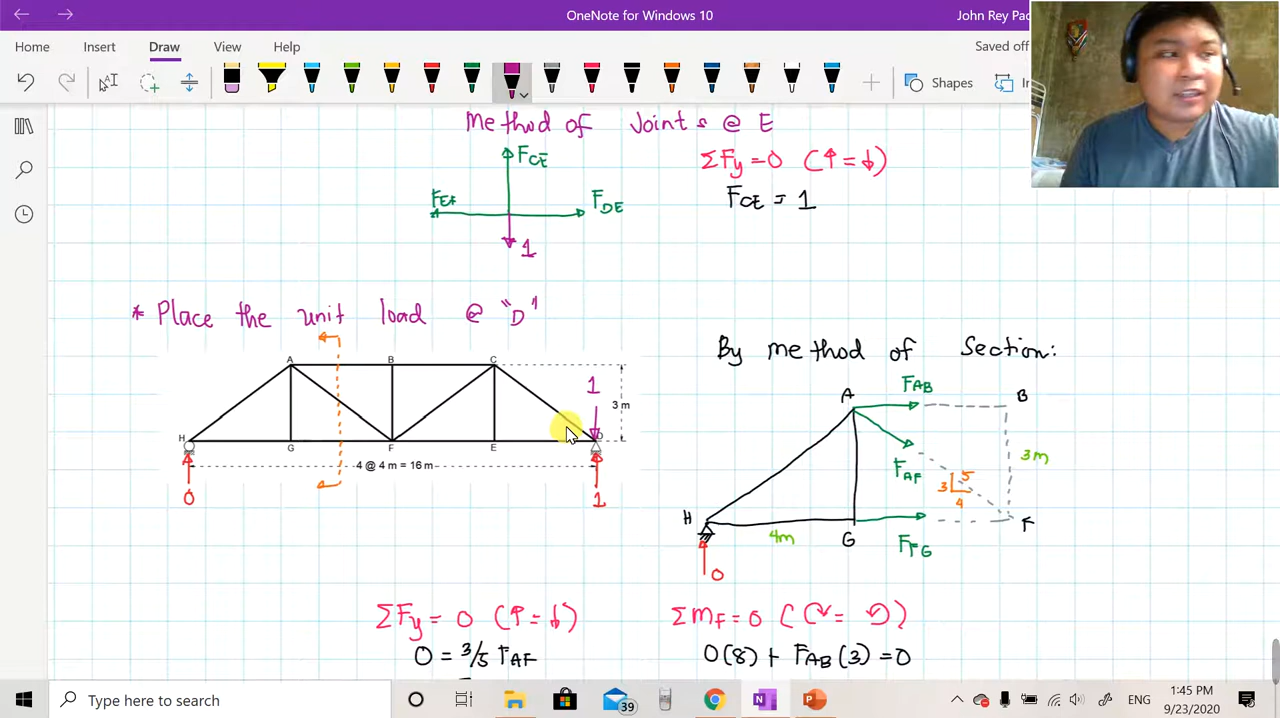 OneNote for Windows 10
John Rey Pac
Home Insert Draw View Help
Saved off
Shapes
In
Method of Joints @ E
FCE
FEF
FDE
1
ΣFy = 0 (↑ = ↓)
FCE = 1
* Place the unit load @ "D"
A B C
1
3 m
H G F E D
4 @ 4 m = 16 m
0
1
By method of Section:
A FAB B
FAF
3m
3 5
4
H 4m G FFG F
0
ΣFy = 0 (↑ = ↓)
0 = 3/5 FAF
ΣmF = 0 (↷ = ↶)
0(8) + FAB(3) = 0
Type here to search
39
ENG
1:45 PM
9/23/2020